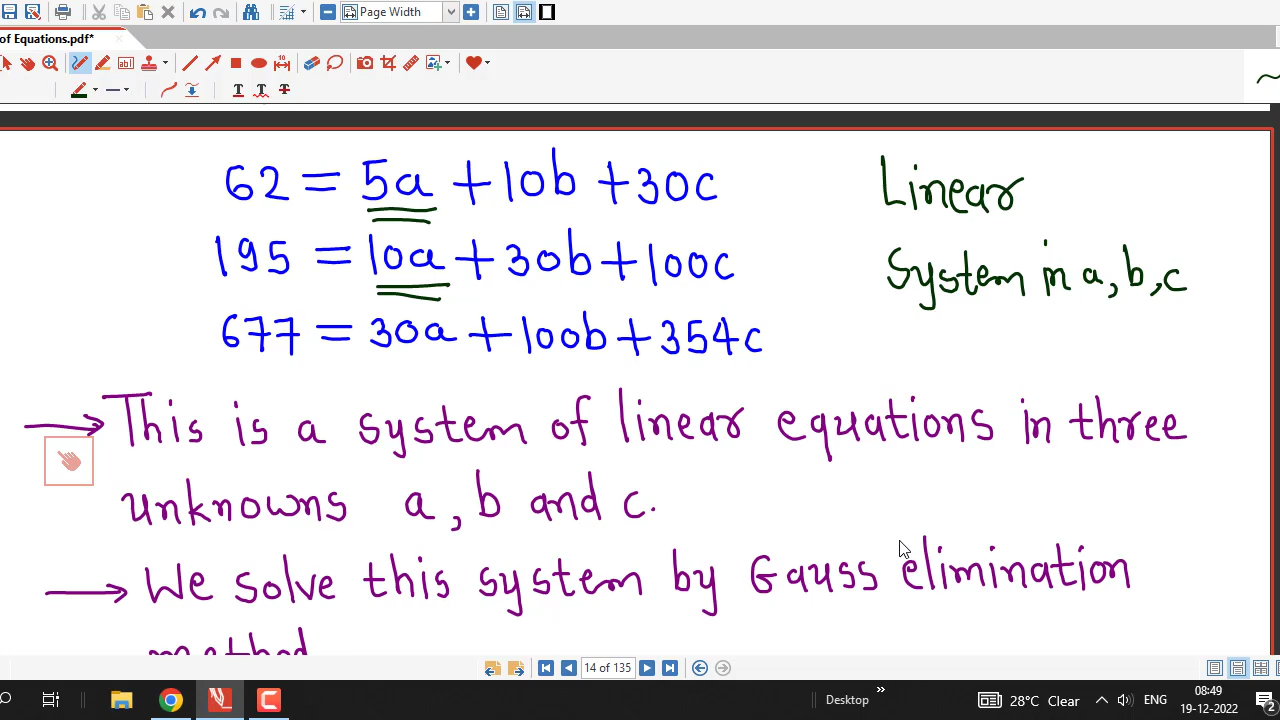 Page Width
of Equations.pdf*
62 = 5a + 10b + 30c
Linear
195 = 10a + 30b + 100c
System in a, b, c
677 = 30a + 100b + 354c
→ This is a system of linear equations in three
unknowns a, b and c.
→ We solve this system by Gauss elimination
method
14 of 135
Desktop
28°C Clear
ENG
08:49
19-12-2022
2